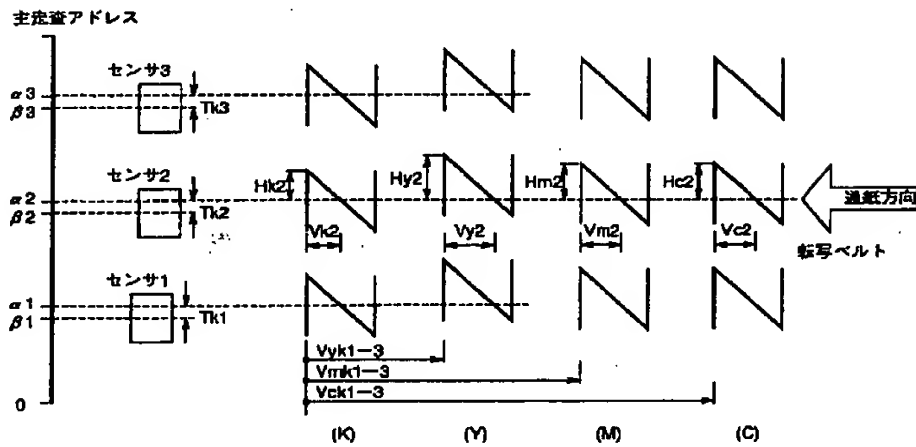 主走査アドレス
センサ3
α3
β3
Tk3
センサ2
α2
β2
Tk2
Hk2
Hy2
Hm2
Hc2
Vk2
Vy2
Vm2
Vc2
通紙方向
転写ベルト
センサ1
α1
β1
Tk1
Vyk1-3
Vmk1-3
Vck1-3
0
(K)
(Y)
(M)
(C)